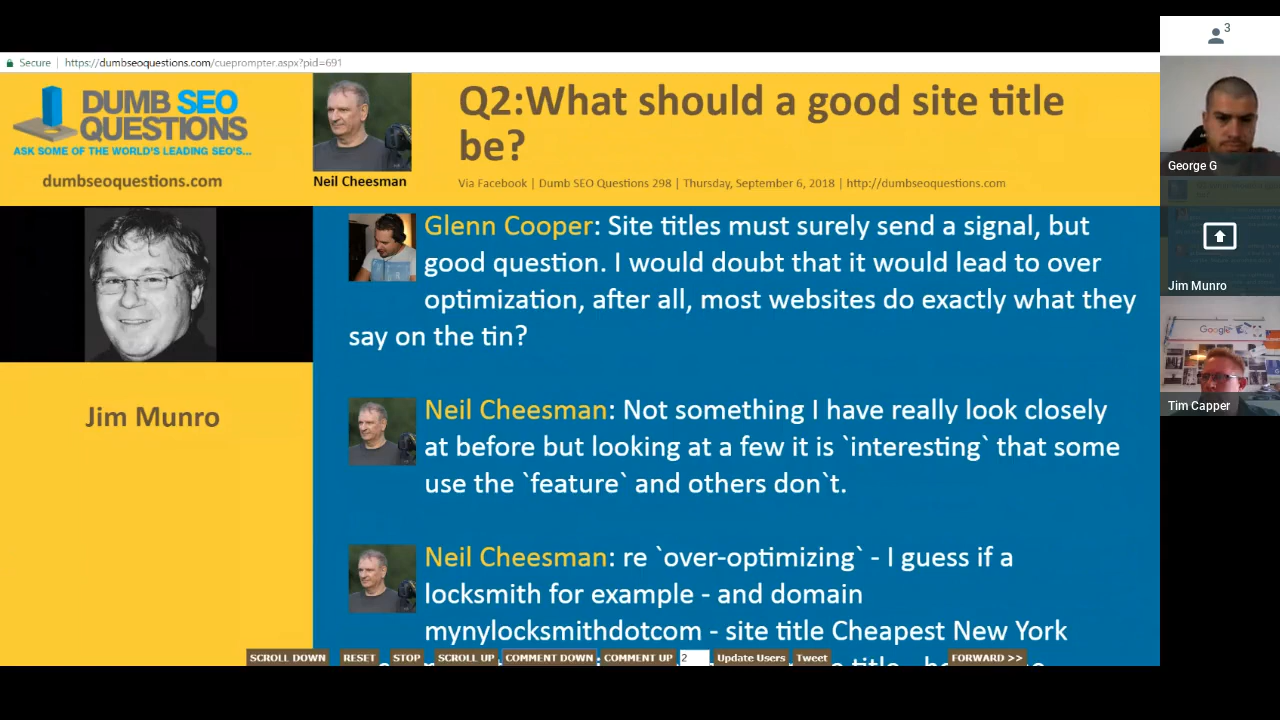 3
Secure
https://dumbseoquestions.com/cueprompter.aspx?pid=691
DUMB SEO
QUESTIONS
ASK SOME OF THE WORLD'S LEADING SEO'S...
dumbseoquestions.com
Neil Cheesman
Q2:What should a good site title
be?
Via Facebook | Dumb SEO Questions 298 | Thursday, September 6, 2018 | http://dumbseoquestions.com
George G
Jim Munro
Google
Tim Capper
Jim Munro
Glenn Cooper: Site titles must surely send a signal, but
good question. I would doubt that it would lead to over
optimization, after all, most websites do exactly what they
say on the tin?
Neil Cheesman: Not something I have really look closely
at before but looking at a few it is `interesting` that some
use the `feature` and others don`t.
Neil Cheesman: re `over-optimizing` - I guess if a
locksmith for example - and domain
mynylocksmithdotcom - site title Cheapest New York
SCROLL DOWN RESET STOP SCROLL UP COMMENT DOWN COMMENT UP 2 Update Users Tweet FORWARD >>